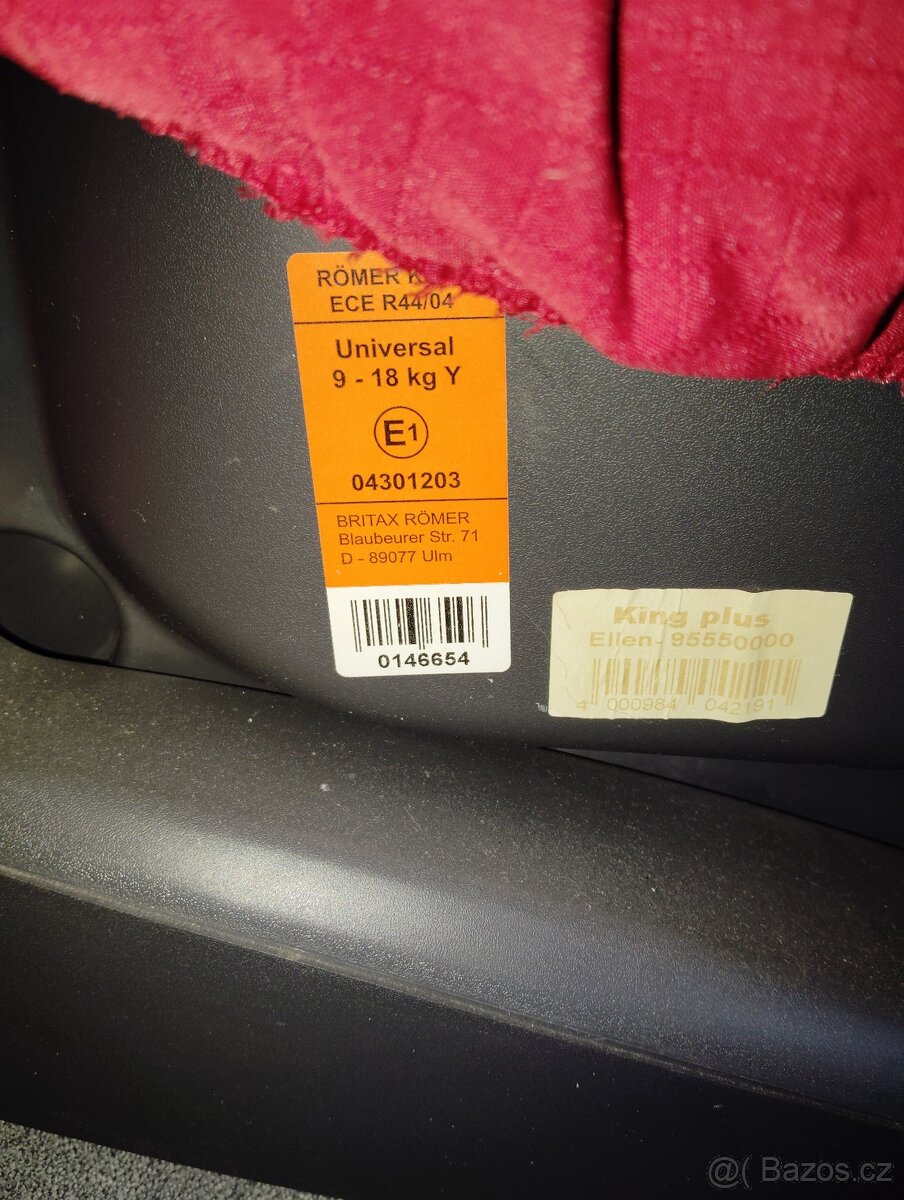 RÖMER K
ECE R44/04
Universal
9 - 18 kg Y
E1
04301203
BRITAX RÖMER
Blaubeurer Str. 71
D - 89077 Ulm
0146654
King plus
Ellen- 95550000
4 000984 042191
@( Bazos.cz